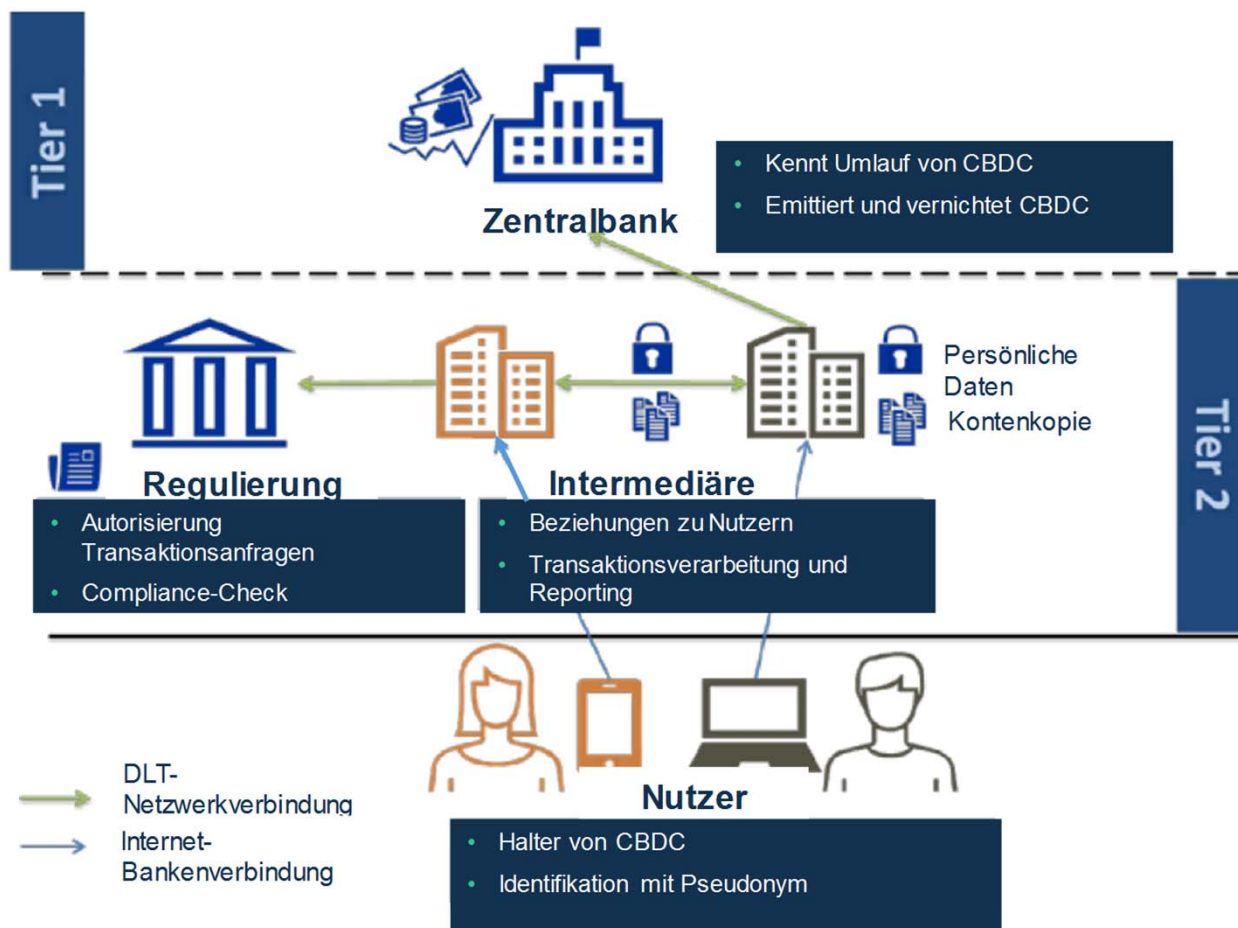 Tier 1
Zentralbank
Kennt Umlauf von CBDC
Emittiert und vernichtet CBDC
Tier 2
Persönliche
Daten
Kontenkopie
Regulierung
Autorisierung
Transaktionsanfragen
Compliance-Check
Intermediäre
Beziehungen zu Nutzern
Transaktionsverarbeitung und
Reporting
Nutzer
Halter von CBDC
Identifikation mit Pseudonym
DLT-
Netzwerkverbindung
Internet-
Bankenverbindung